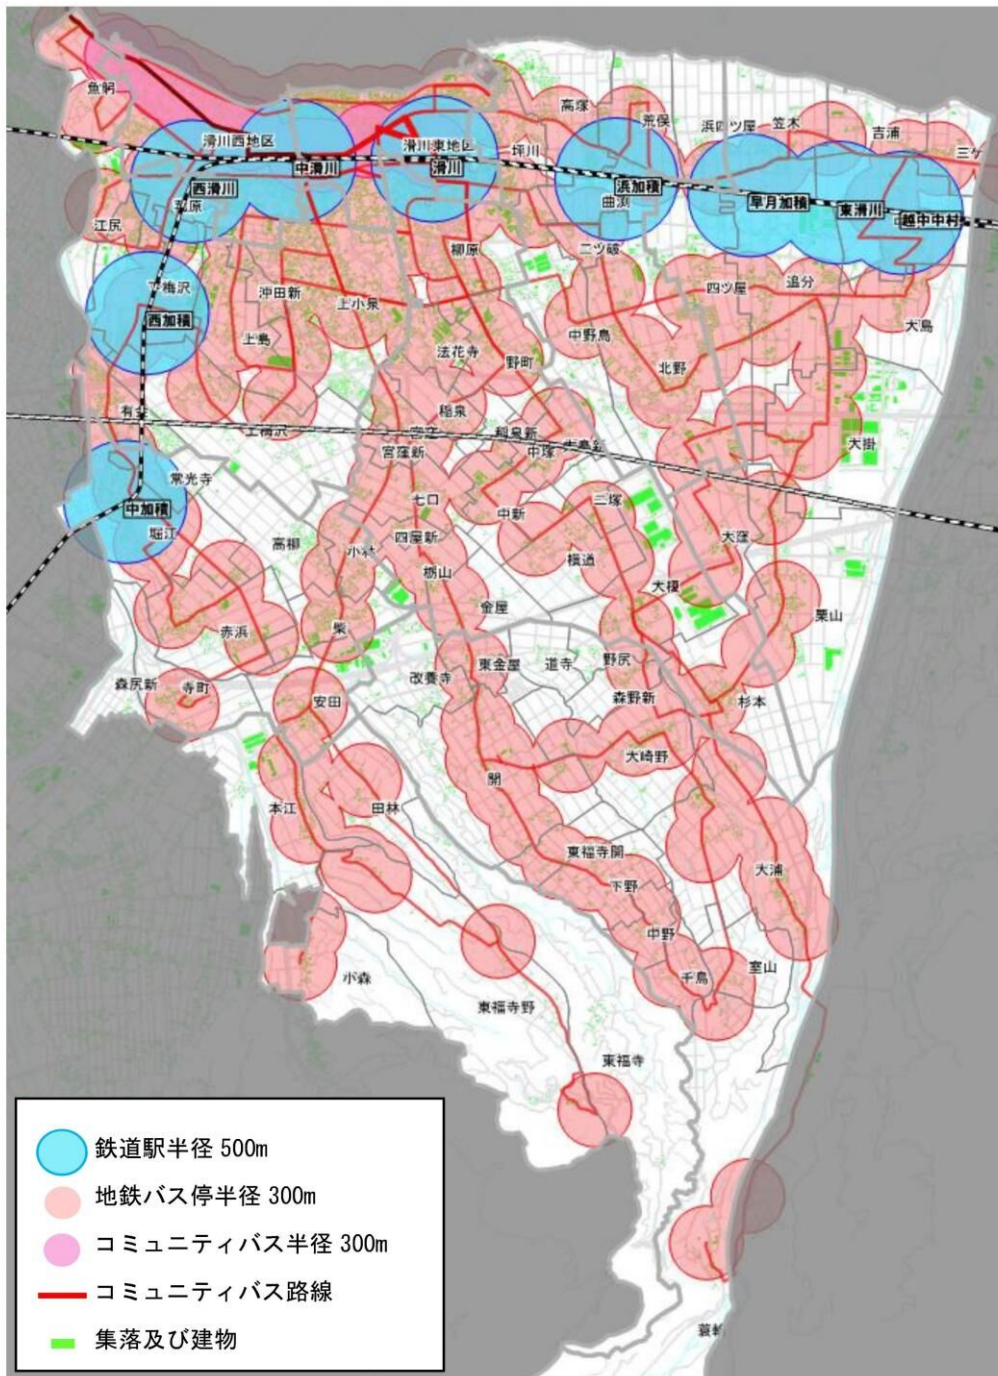 魚躬
高塚
荒俣
浜四ツ屋
笠木
吉浦
三ケ
滑川西地区
滑川東地区
坪川
中滑川
滑川
西滑川
浜加積
曲渕
早月加積
東滑川
越中中村
江尻
柳原
二ツ破
下梅沢
沖田新
上小泉
四ツ屋
追分
西加積
上島
中野島
大島
法花寺
野町
北野
稲泉
上梅沢
宮窪
稲泉新
大掛
宮窪新
中塚
常光寺
七口
二塚
中加積
中新
堀江
高柳
小林
四屋新
横道
大窪
栃山
大榎
金屋
栗山
赤浜
柴
東金屋
道寺
野尻
改養寺
森尻新
寺町
安田
森野新
杉本
大崎野
開
本江
田林
東福寺開
下野
大浦
中野
小森
千鳥
室山
東福寺野
東福寺
蓑輪
鉄道駅半径 500m
地鉄バス停半径 300m
コミュニティバス半径 300m
コミュニティバス路線
集落及び建物